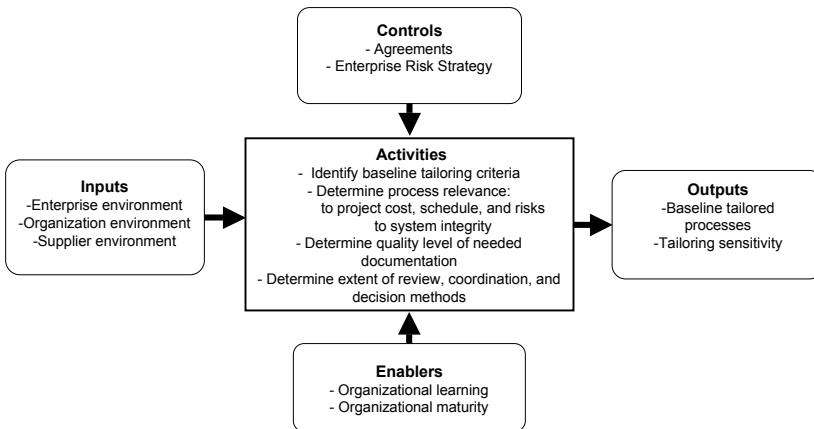 Controls
- Agreements
- Enterprise Risk Strategy
Inputs
-Enterprise environment
-Organization environment
-Supplier environment
Activities
- Identify baseline tailoring criteria
- Determine process relevance:
to project cost, schedule, and risks
to system integrity
- Determine quality level of needed
documentation
- Determine extent of review, coordination, and
decision methods
Outputs
-Baseline tailored
processes
-Tailoring sensitivity
Enablers
- Organizational learning
- Organizational maturity